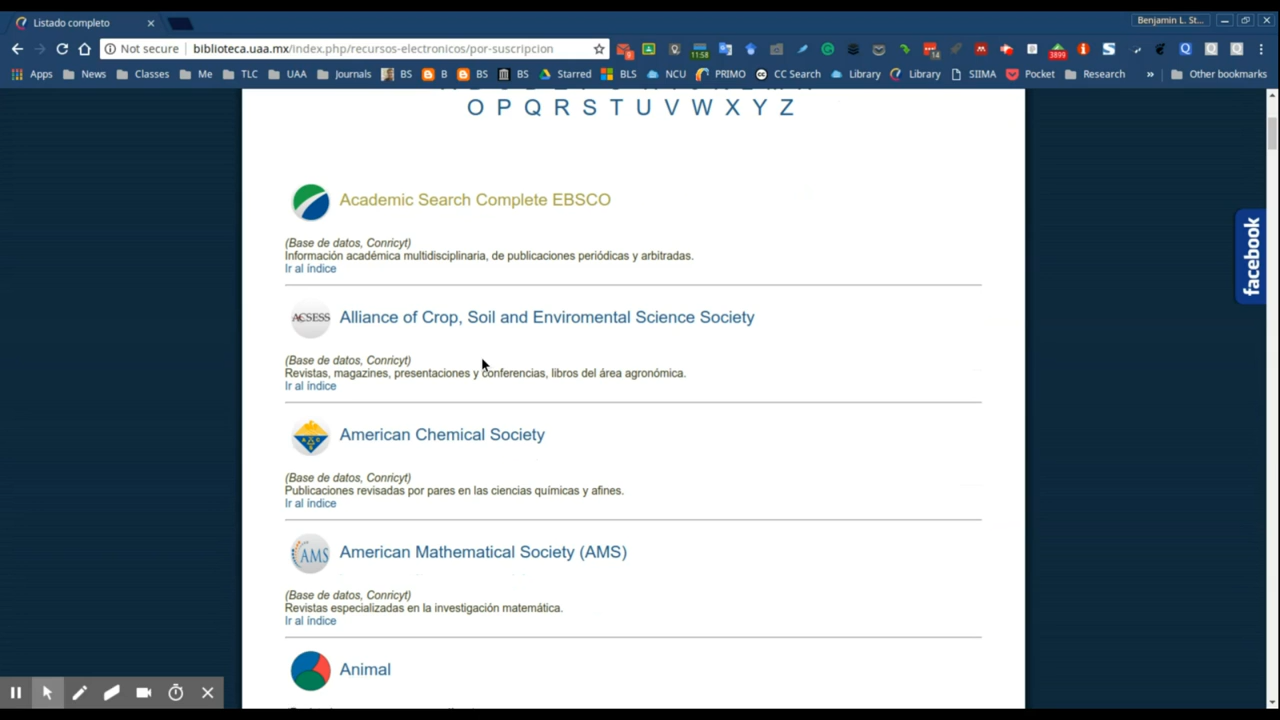 Listado completo
Benjamin L. St...
Not secure
biblioteca.uaa.mx/index.php/recursos-electronicos/por-suscripcion
11:58
14
3899
Apps News Classes Me TLC UAA Journals BS B BS BS Starred BLS NCU PRIMO CC Search Library Library SIIMA Pocket Research » Other bookmarks
O P Q R S T U V W X Y Z
Academic Search Complete EBSCO
(Base de datos, Conricyt)
Información académica multidisciplinaria, de publicaciones periódicas y arbitradas.
Ir al índice
facebook
ACSESS
Alliance of Crop, Soil and Enviromental Science Society
(Base de datos, Conricyt)
Revistas, magazines, presentaciones y conferencias, libros del área agronómica.
Ir al índice
American Chemical Society
(Base de datos, Conricyt)
Publicaciones revisadas por pares en las ciencias químicas y afines.
Ir al índice
AMS
American Mathematical Society (AMS)
(Base de datos, Conricyt)
Revistas especializadas en la investigación matemática.
Ir al índice
Animal